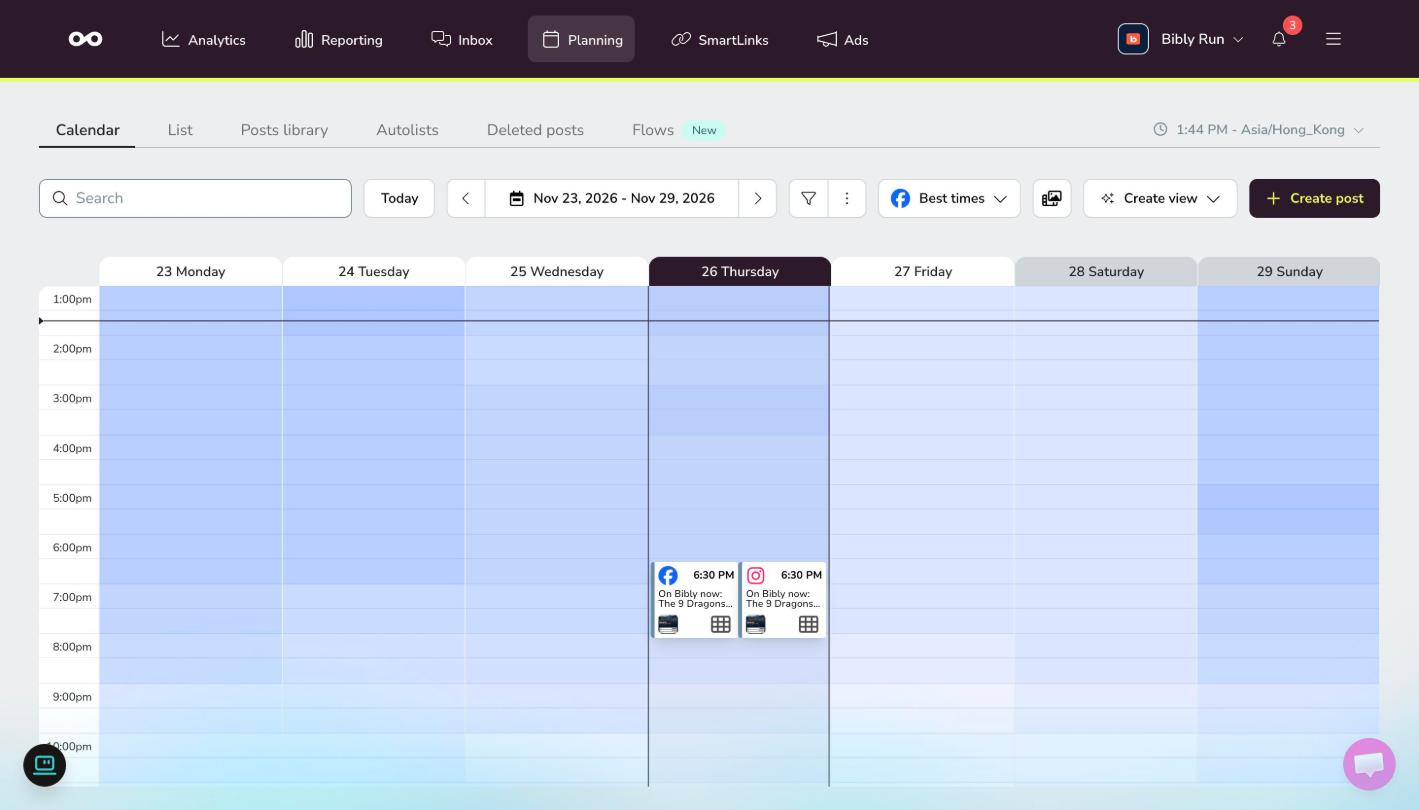 Analytics
Reporting
Inbox
Planning
SmartLinks
Ads
Bibly Run
3
Calendar
List
Posts library
Autolists
Deleted posts
Flows
New
1:44 PM - Asia/Hong_Kong
Search
Today
Nov 23, 2026 - Nov 29, 2026
Best times
Create view
Create post
23 Monday
24 Tuesday
25 Wednesday
26 Thursday
27 Friday
28 Saturday
29 Sunday
1:00pm
2:00pm
3:00pm
4:00pm
5:00pm
6:00pm
6:30 PM
On Bibly now:
The 9 Dragons...
6:30 PM
On Bibly now:
The 9 Dragons...
7:00pm
8:00pm
9:00pm
10:00pm